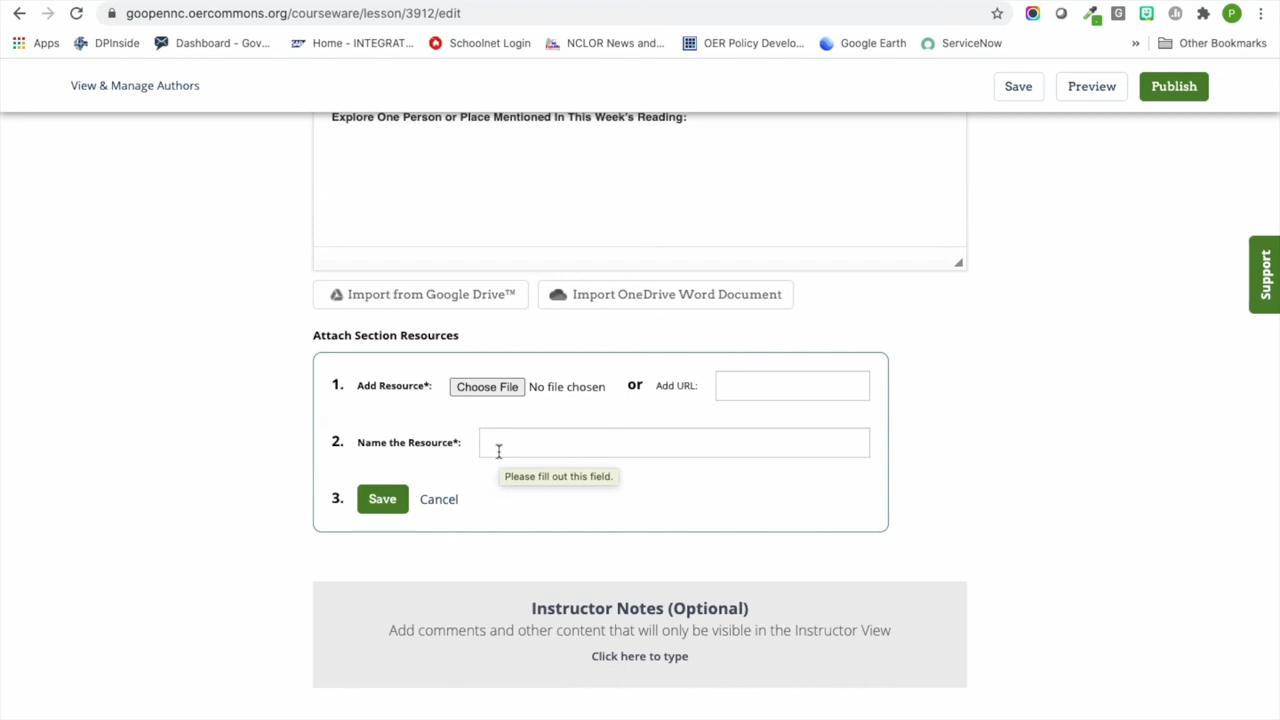 goopennc.oercommons.org/courseware/lesson/3912/edit
P
Apps
DPInside
Dashboard - Gov...
Home - INTEGRAT...
Schoolnet Login
NCLOR News and...
OER Policy Develo...
Google Earth
ServiceNow
»
Other Bookmarks
View & Manage Authors
Save
Preview
Publish
Explore One Person or Place Mentioned In This Week's Reading:
Support
Import from Google Drive™
Import OneDrive Word Document
Attach Section Resources
1. Add Resource*: Choose File No file chosen or Add URL:
2. Name the Resource*:
Please fill out this field.
3. Save Cancel
Instructor Notes (Optional)
Add comments and other content that will only be visible in the Instructor View
Click here to type